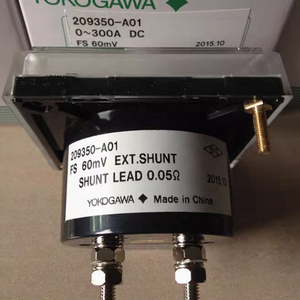 YOKOGAWA
209350-A01
0~300A DC
FS 60mV
2015.10
209350-A01
FS 60mV EXT.SHUNT
SHUNT LEAD 0.05Ω
2015.10
YOKOGAWA Made in China